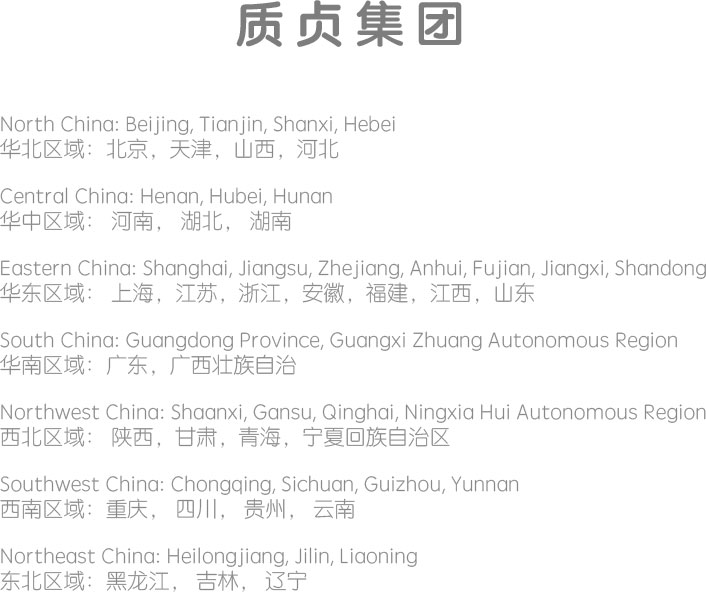 质贞集团
North China: Beijing, Tianjin, Shanxi, Hebei
华北区域：北京，天津，山西，河北
Central China: Henan, Hubei, Hunan
华中区域： 河南， 湖北， 湖南
Eastern China: Shanghai, Jiangsu, Zhejiang, Anhui, Fujian, Jiangxi, Shandong
华东区域： 上海，江苏，浙江，安徽，福建，江西，山东
South China: Guangdong Province, Guangxi Zhuang Autonomous Region
华南区域：广东，广西壮族自治
Northwest China: Shaanxi, Gansu, Qinghai, Ningxia Hui Autonomous Region
西北区域： 陕西，甘肃，青海，宁夏回族自治区
Southwest China: Chongqing, Sichuan, Guizhou, Yunnan
西南区域：重庆， 四川， 贵州， 云南
Northeast China: Heilongjiang, Jilin, Liaoning
东北区域：黑龙江， 吉林， 辽宁